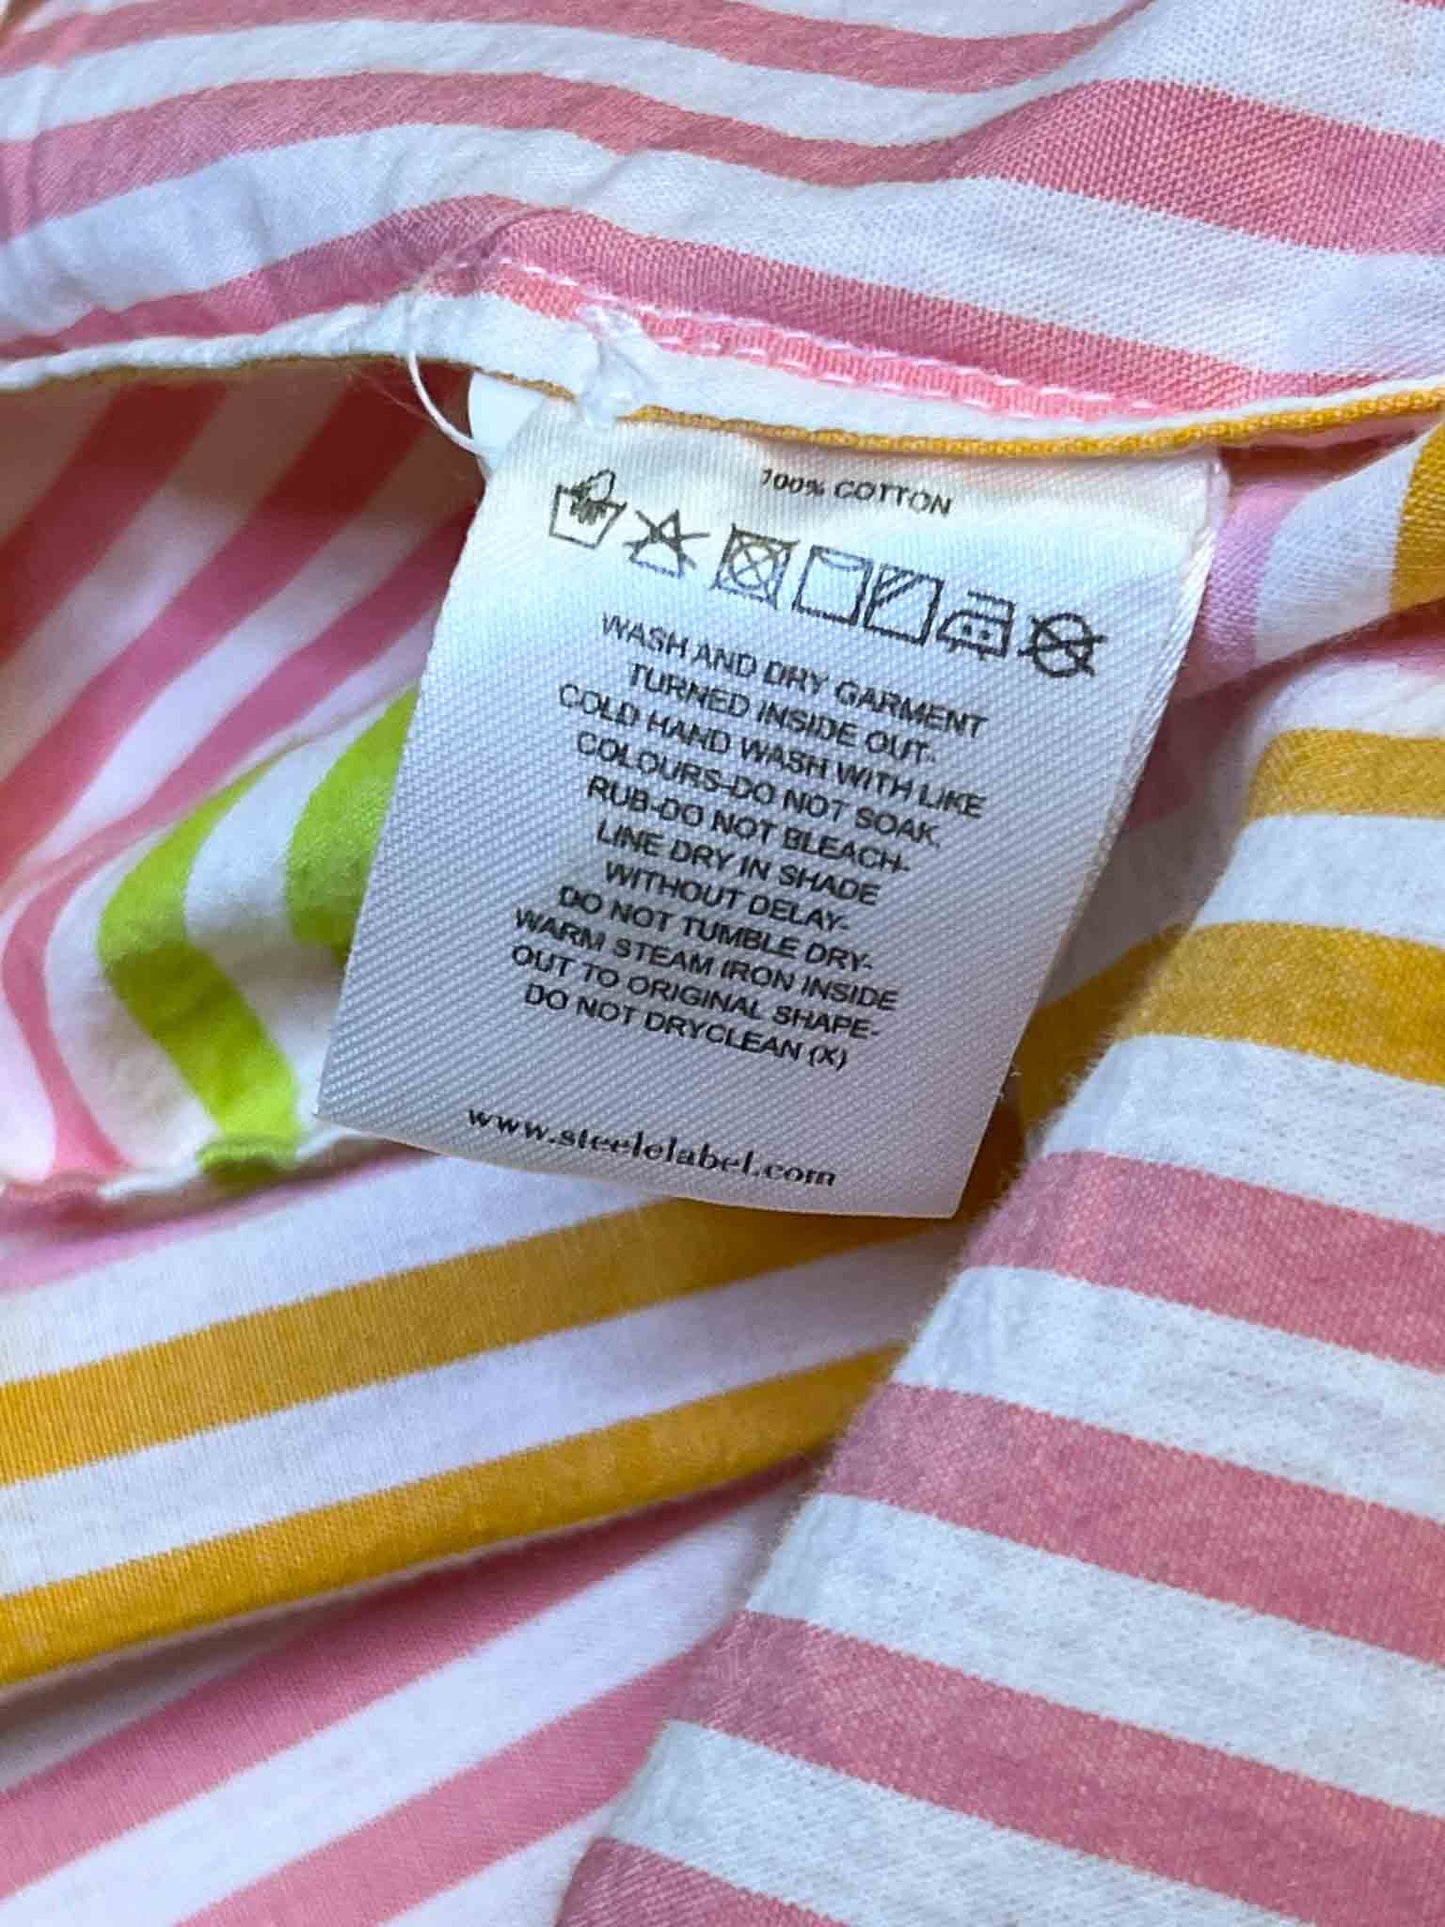 100% COTTON
WASH AND DRY GARMENT
TURNED INSIDE OUT-
COLD HAND WASH WITH LIKE
COLOURS-DO NOT SOAK,
RUB-DO NOT BLEACH-
LINE DRY IN SHADE
WITHOUT DELAY-
DO NOT TUMBLE DRY-
WARM STEAM IRON INSIDE
OUT TO ORIGINAL SHAPE-
DO NOT DRYCLEAN (X)
www.steelelabel.com